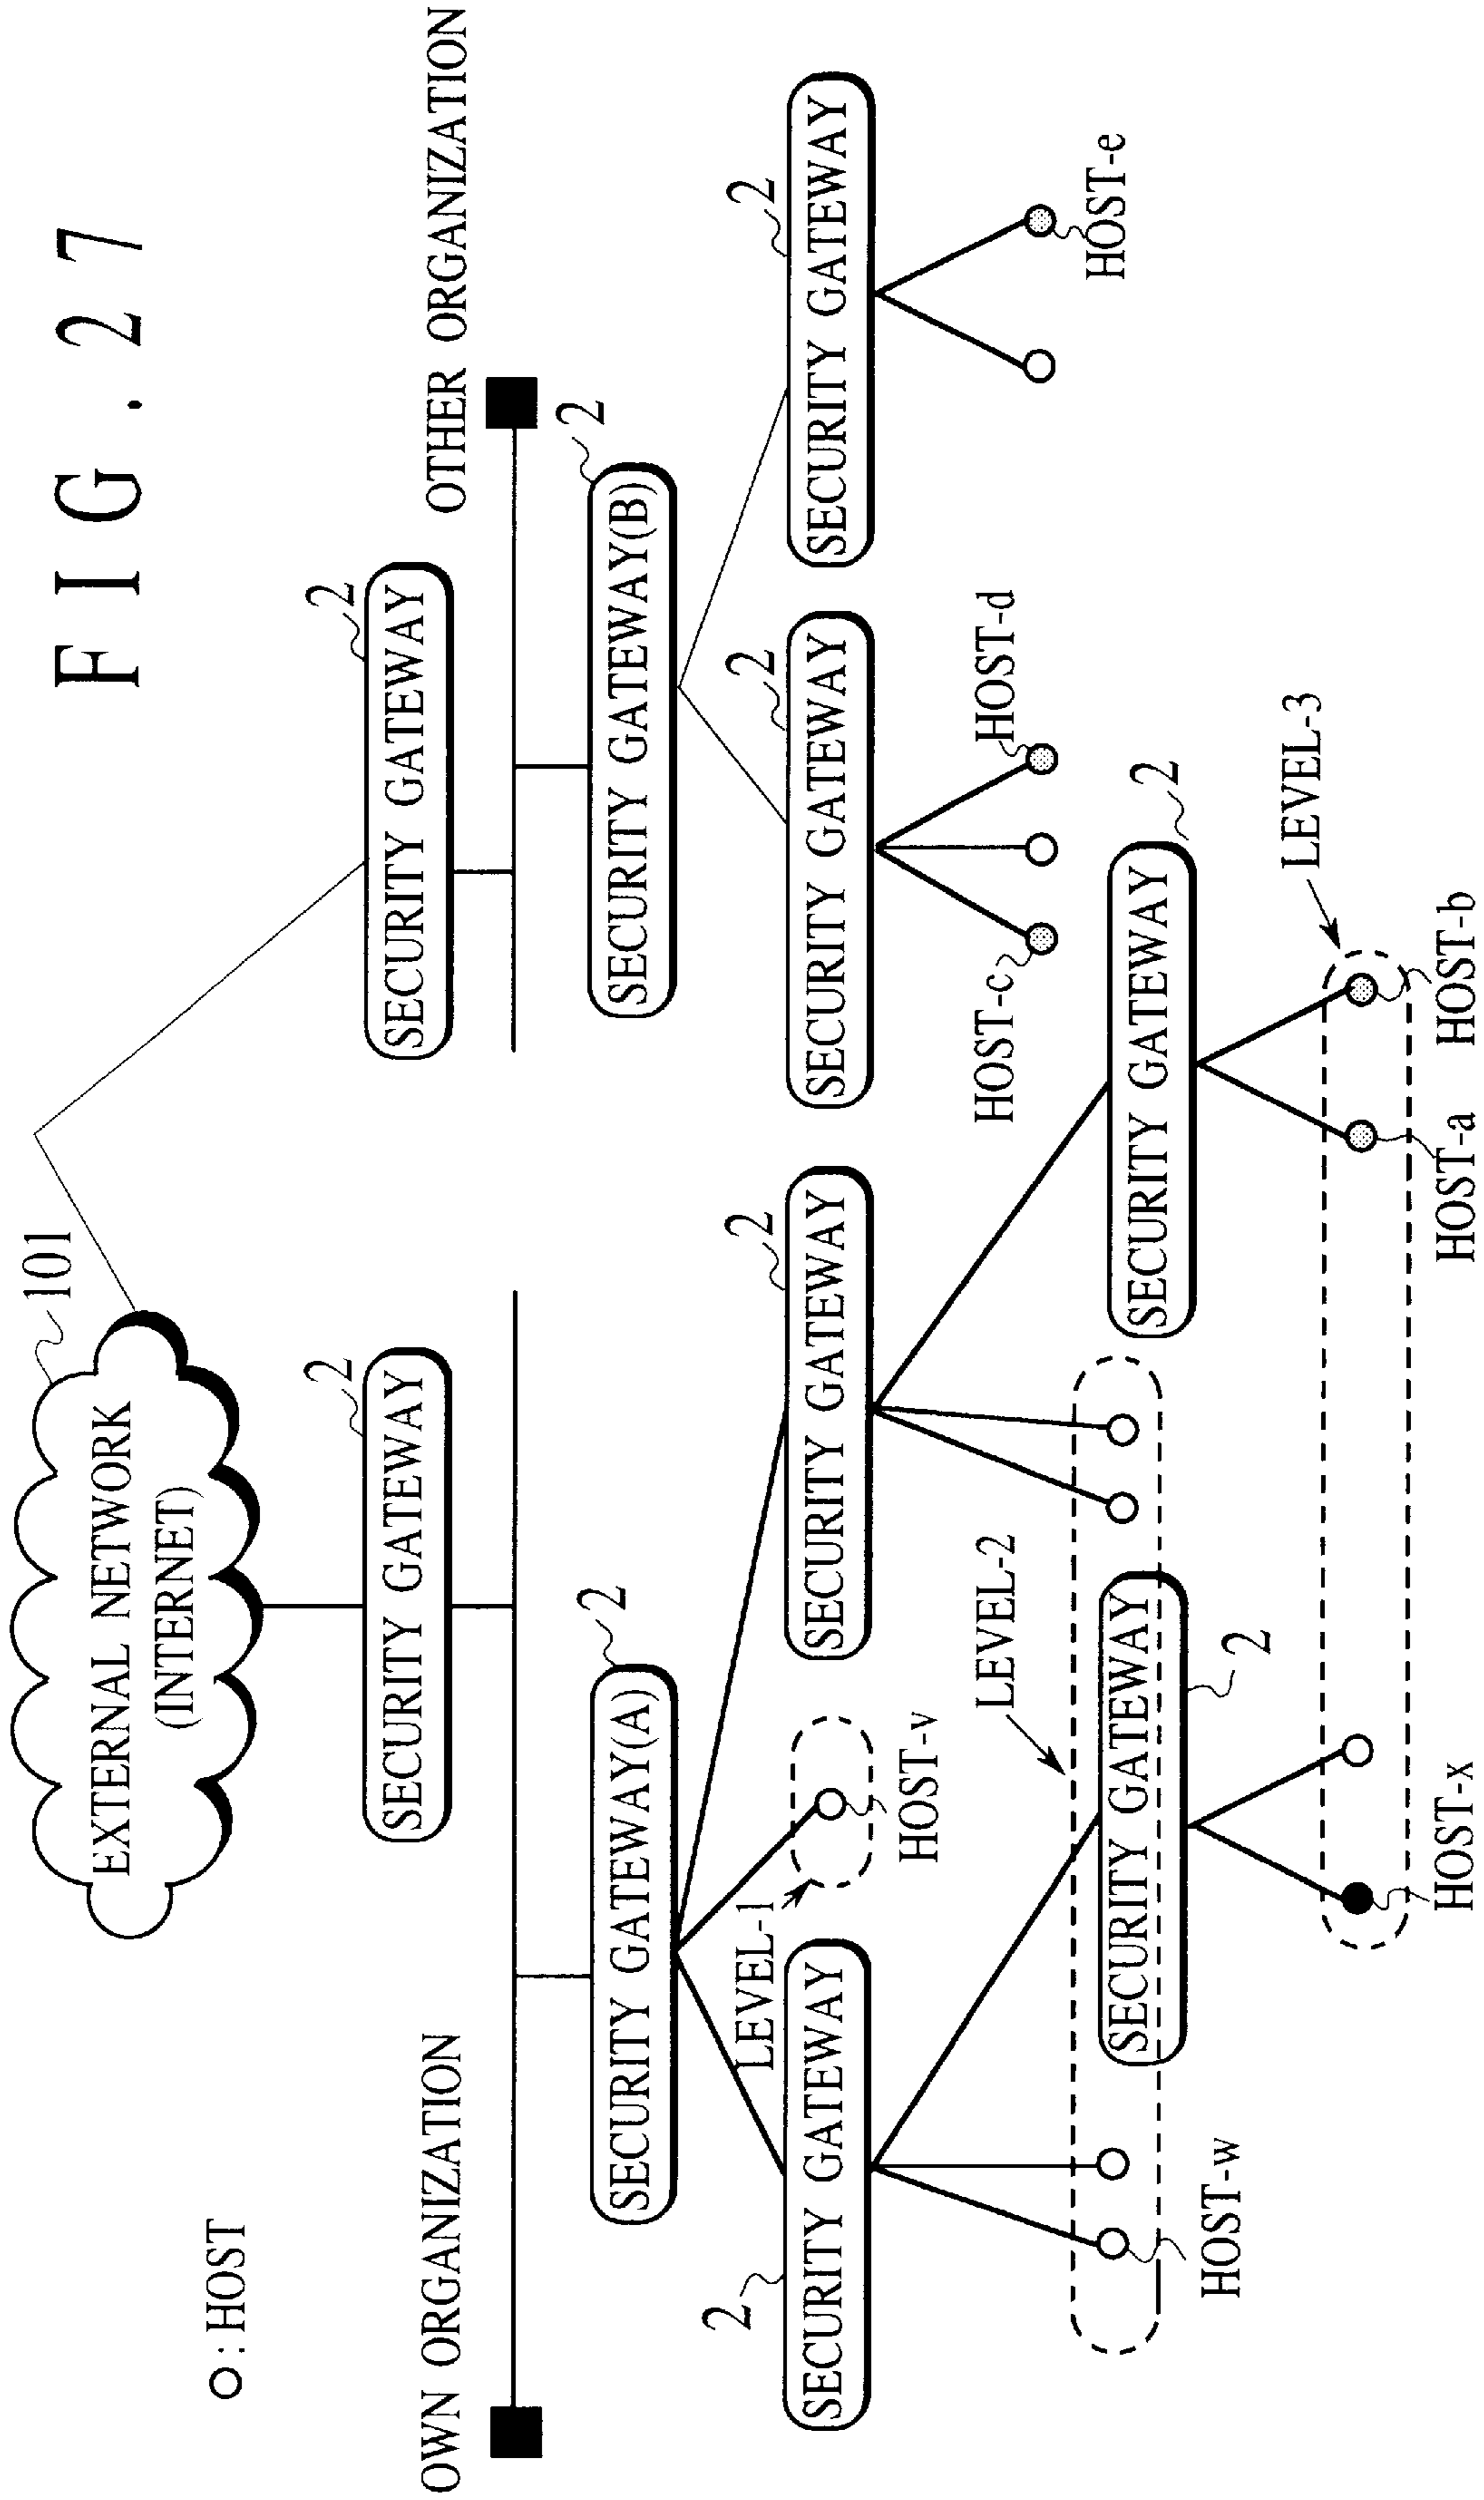 FIG. 27
EXTERNAL NETWORK
(INTERNET)
101
○: HOST
SECURITY GATEWAY
2
SECURITY GATEWAY
2
OWN ORGANIZATION
OTHER ORGANIZATION
SECURITY GATEWAY(A)
2
SECURITY GATEWAY(B)
2
LEVEL-1
2
SECURITY GATEWAY
SECURITY GATEWAY
2
SECURITY GATEWAY
2
SECURITY GATEWAY
2
HOST-v
LEVEL-2
HOST-c
HOST-d
HOST-e
SECURITY GATEWAY
2
SECURITY GATEWAY
2
HOST-w
LEVEL-3
HOST-x
HOST-a
HOST-b